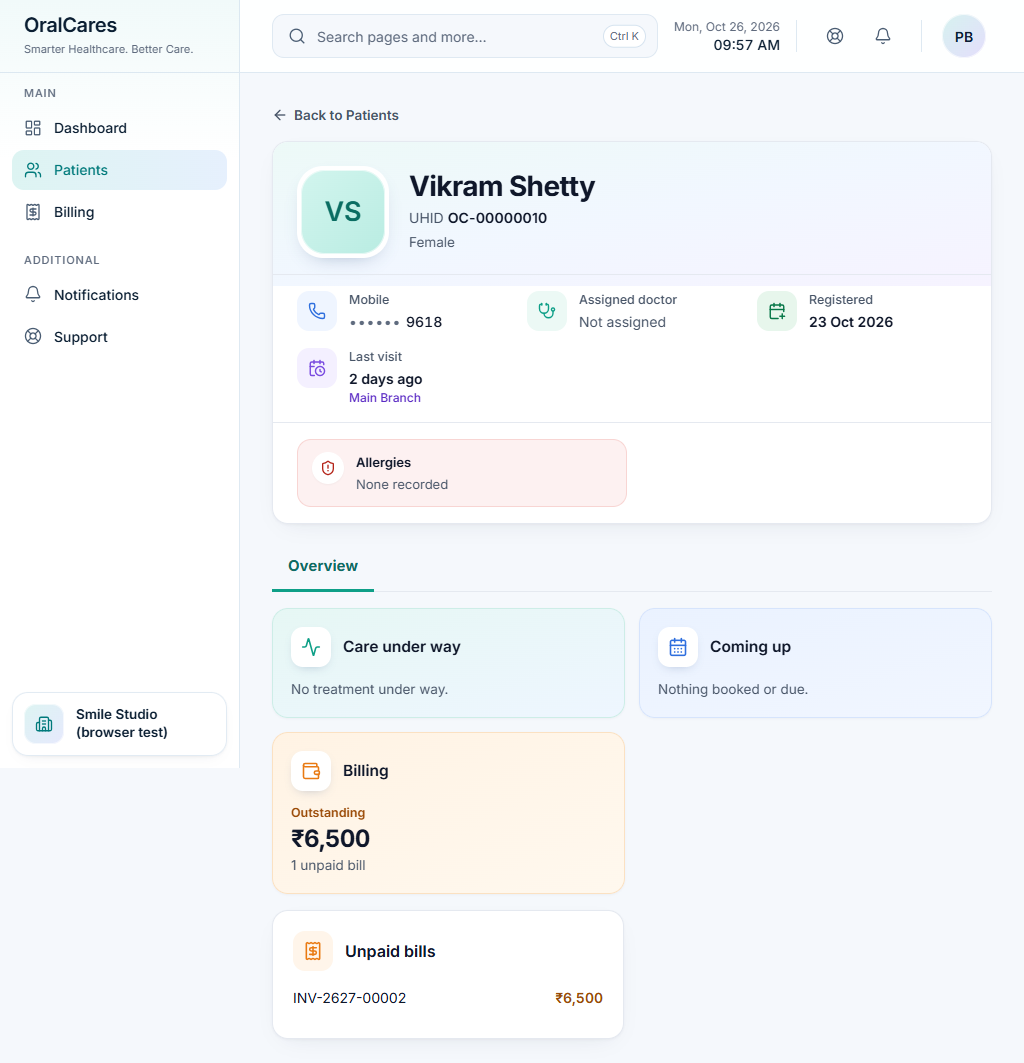 OralCares
Smarter Healthcare. Better Care.
Search pages and more...
Ctrl K
Mon, Oct 26, 2026
09:57 AM
PB
MAIN
Dashboard
Patients
Billing
ADDITIONAL
Notifications
Support
Smile Studio
(browser test)
Back to Patients
VS
Vikram Shetty
UHID OC-00000010
Female
Mobile
•••••• 9618
Assigned doctor
Not assigned
Registered
23 Oct 2026
Last visit
2 days ago
Main Branch
Allergies
None recorded
Overview
Care under way
No treatment under way.
Coming up
Nothing booked or due.
Billing
Outstanding
₹6,500
1 unpaid bill
Unpaid bills
INV-2627-00002 ₹6,500